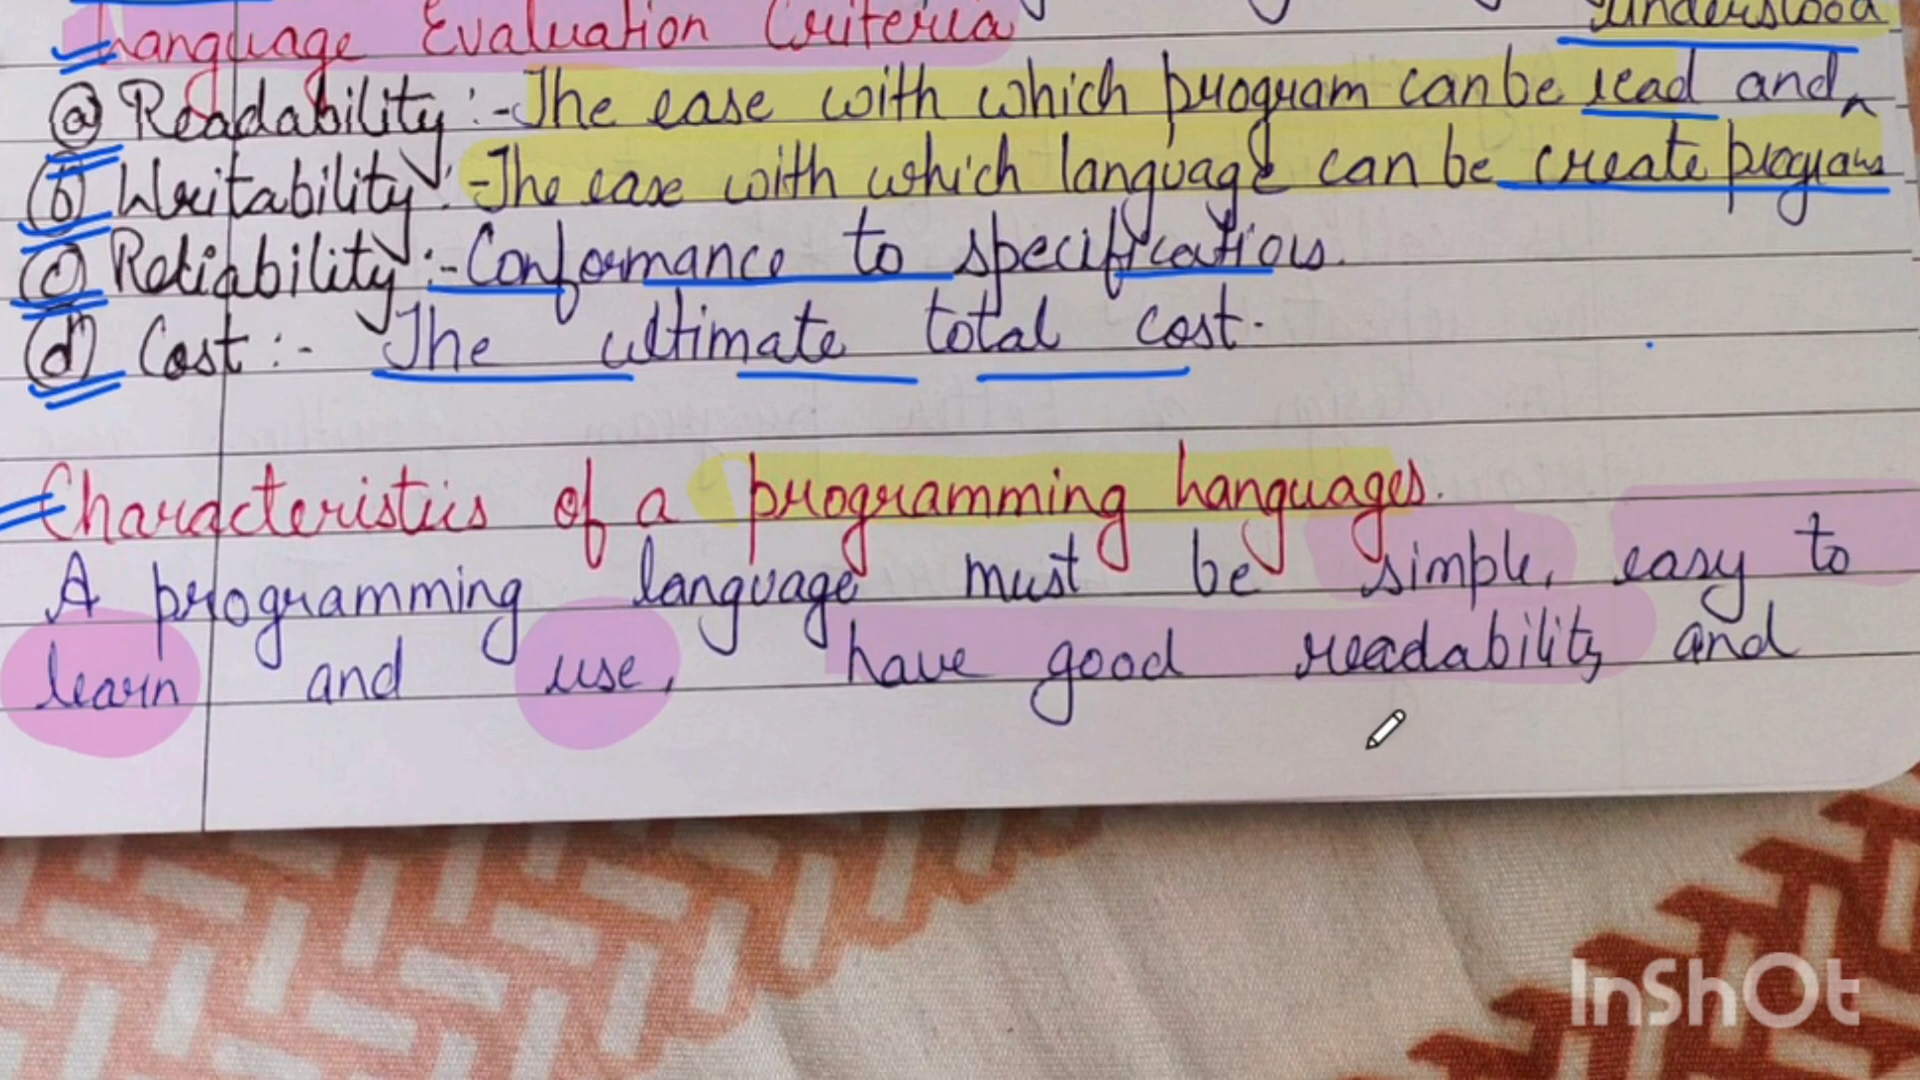 understood
Language Evaluation Criteria
(a) Readability :- The ease with which program can be read and ^
(b) Writability :- The ease with which language can be create programs
(c) Reliability :- Conformance to specifications.
(d) Cost :- The ultimate total cost.
Characteristics of a programming Languages.
A programming language must be simple, easy to
learn and use, have good readability and
InShOt